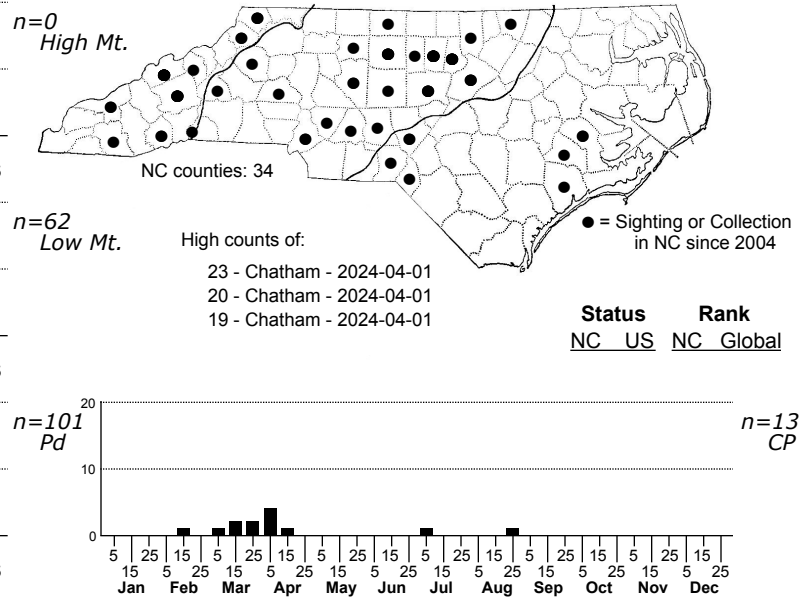 n=0
High Mt.
NC counties: 34
n=62
Low Mt.
High counts of:
23 - Chatham - 2024-04-01
20 - Chatham - 2024-04-01
19 - Chatham - 2024-04-01
● = Sighting or Collection
in NC since 2004
Status Rank
NC US NC Global
n=101
Pd
n=13
CP
20
10
0
5 25 15 5 25 15 5 25 15 5 25 15 5 25 15 5 25 15
15 5 25 15 5 25 15 5 25 15 5 25 15 5 25 15 5 25
Jan Feb Mar Apr May Jun Jul Aug Sep Oct Nov Dec